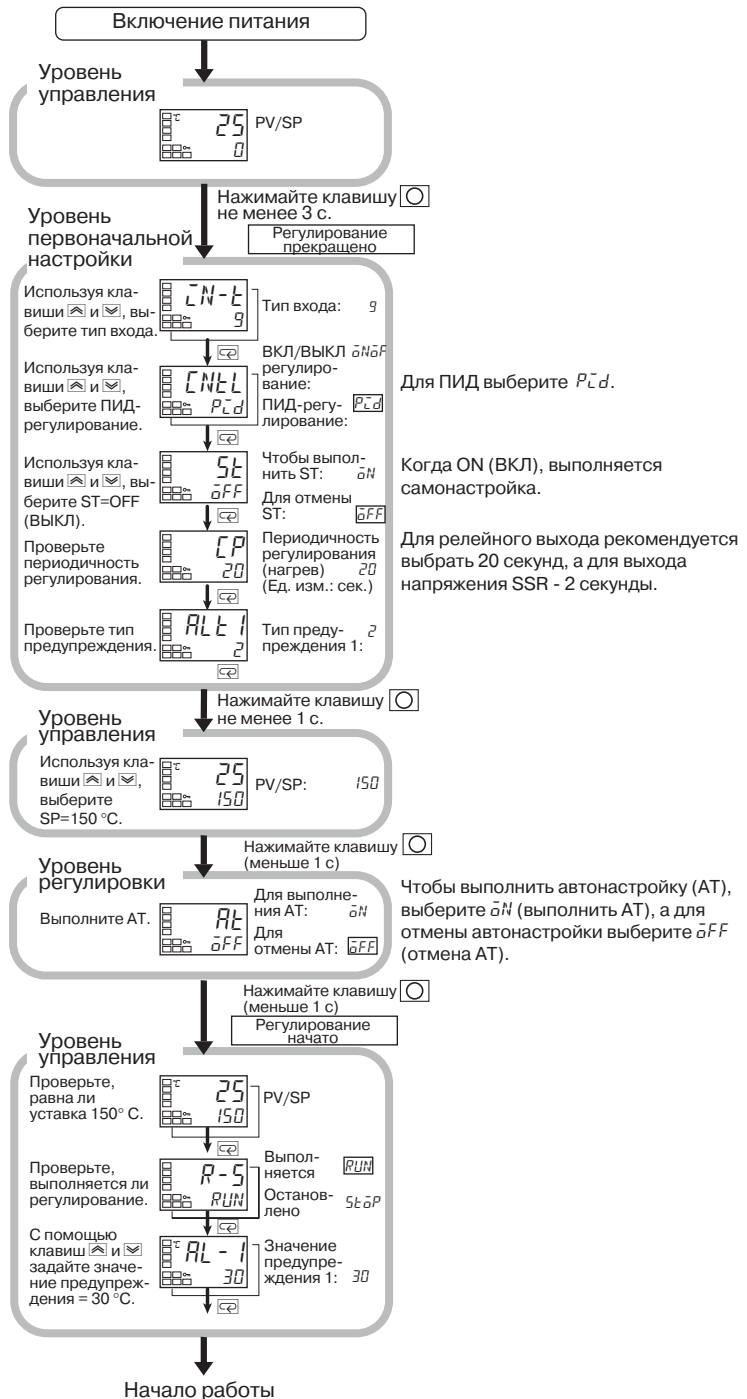 Включение питания
Уровень
управления
25
0
PV/SP
Нажимайте клавишу
не менее 3 с.
Регулирование
прекращено
Уровень
первоначальной
настройки
Используя кла-
виши и , вы-
берите тип входа.
IN-t
9
Тип входа: 9
Используя кла-
виши и ,
выберите ПИД-
регулирование.
CNtL
Pid
ВКЛ/ВЫКЛ oNoF
регулиро-
вание:
ПИД-регу- Pid
лирование:
Для ПИД выберите Pid.
Используя кла-
виши и , вы-
берите ST=OFF
(ВЫКЛ).
St
oFF
Чтобы выпол-
нить ST: oN
Для отмены
ST: oFF
Когда ON (ВКЛ), выполняется
самонастройка.
Проверьте
периодичность
регулирования.
CP
20
Периодичность
регулирования
(нагрев) 20
(Ед. изм.: сек.)
Для релейного выхода рекомендуется
выбрать 20 секунд, а для выхода
напряжения SSR - 2 секунды.
Проверьте тип
предупреждения.
ALt1
2
Тип преду- 2
преждения 1:
Нажимайте клавишу
не менее 1 с.
Уровень
управления
Используя кла-
виши и ,
выберите
SP=150 °C.
25
150
PV/SP: 150
Нажимайте клавишу
(меньше 1 с)
Уровень
регулировки
Выполните АТ.
At
oFF
Для выполне-
ния АТ: oN
Для
отмены АТ: oFF
Чтобы выполнить автонастройку (АТ),
выберите oN (выполнить АТ), а для
отмены автонастройки выберите oFF
(отмена АТ).
Нажимайте клавишу
(меньше 1 с)
Регулирование
начато
Уровень
управления
Проверьте,
равна ли
уставка 150° C.
25
150
PV/SP
Проверьте,
выполняется ли
регулирование.
R-S
RUN
Выпол-
няется RUN
Останов-
лено StoP
С помощью
клавиш и
задайте значе-
ние предупреж-
дения = 30 °C.
AL-1
30
Значение
предупре-
ждения 1: 30
Начало работы